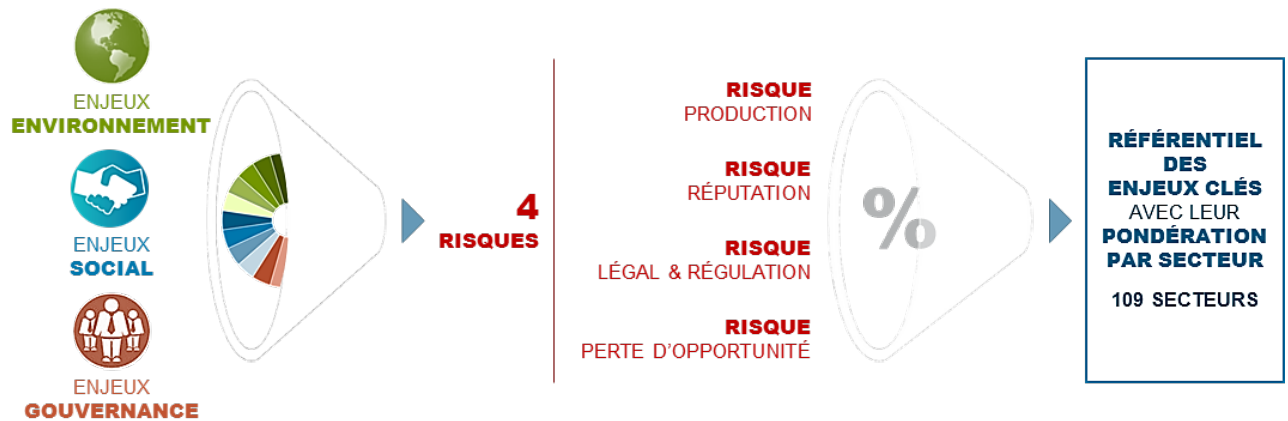 ENJEUX
ENVIRONNEMENT
ENJEUX
SOCIAL
ENJEUX
GOUVERNANCE
4
RISQUES
RISQUE
PRODUCTION
RISQUE
RÉPUTATION
RISQUE
LÉGAL & RÉGULATION
RISQUE
PERTE D’OPPORTUNITÉ
%
RÉFÉRENTIEL
DES
ENJEUX CLÉS
AVEC LEUR
PONDÉRATION
PAR SECTEUR
109 SECTEURS